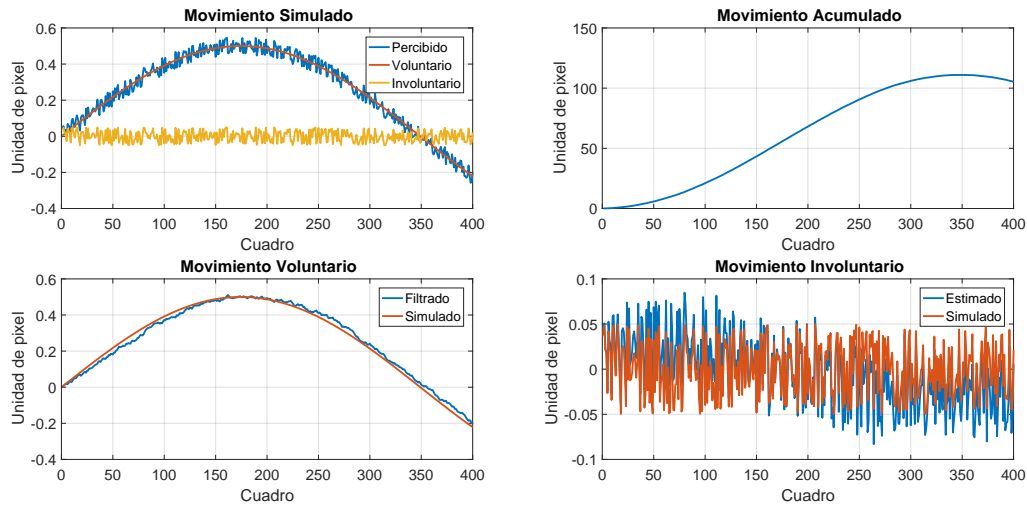 Movimiento Simulado
0.6
0.4
0.2
0
-0.2
-0.4
Unidad de pixel
Percibido
Voluntario
Involuntario
0 50 100 150 200 250 300 350 400
Cuadro
Movimiento Acumulado
150
100
50
0
Unidad de pixel
0 50 100 150 200 250 300 350 400
Cuadro
Movimiento Voluntario
0.6
0.4
0.2
0
-0.2
-0.4
Unidad de pixel
Filtrado
Simulado
0 50 100 150 200 250 300 350 400
Cuadro
Movimiento Involuntario
0.1
0.05
0
-0.05
-0.1
Unidad de pixel
Estimado
Simulado
0 50 100 150 200 250 300 350 400
Cuadro